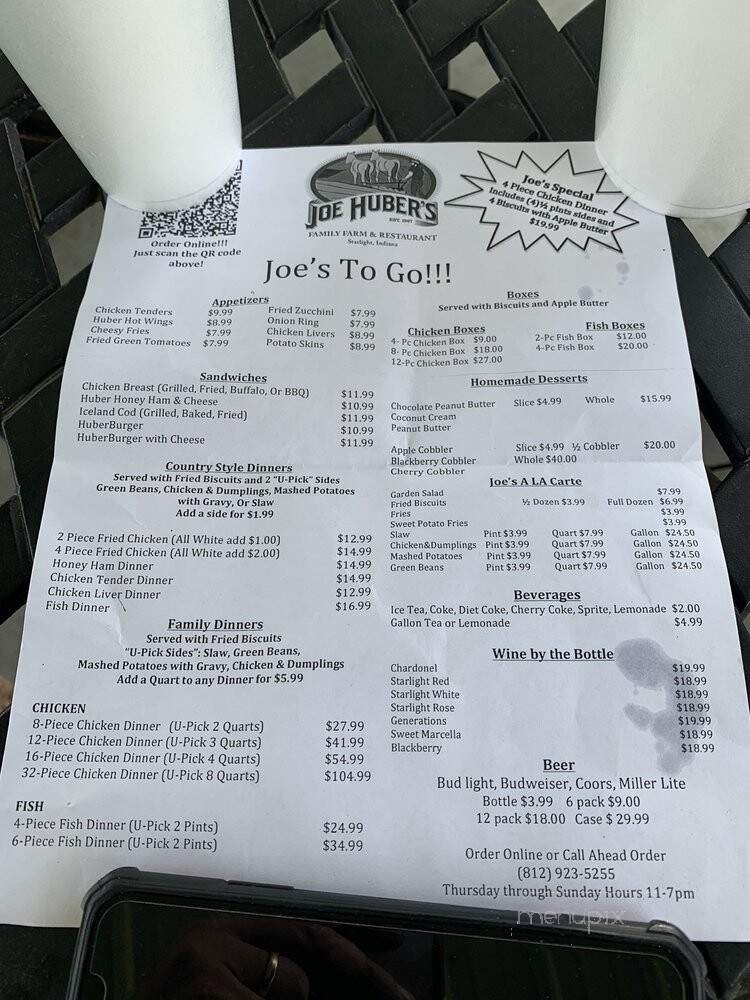 JOE HUBER'S
EST. 1967
FAMILY FARM & RESTAURANT
Starlight, Indiana
Order Online!!!
Just scan the QR code
above!
Joe's Special
4 Piece Chicken Dinner
Includes (4)½ pints sides and
4 Biscuits with Apple Butter
$19.99
Joe's To Go!!!
Appetizers
Chicken Tenders $9.99 Fried Zucchini $7.99
Huber Hot Wings $8.99 Onion Ring $7.99
Cheesy Fries $7.99 Chicken Livers $8.99
Fried Green Tomatoes $7.99 Potato Skins $8.99
Sandwiches
Chicken Breast (Grilled, Fried, Buffalo, Or BBQ) $11.99
Huber Honey Ham & Cheese $10.99
Iceland Cod (Grilled, Baked, Fried) $11.99
HuberBurger $10.99
HuberBurger with Cheese $11.99
Country Style Dinners
Served with Fried Biscuits and 2 "U-Pick" Sides
Green Beans, Chicken & Dumplings, Mashed Potatoes
with Gravy, Or Slaw
Add a side for $1.99
2 Piece Fried Chicken (All White add $1.00) $12.99
4 Piece Fried Chicken (All White add $2.00) $14.99
Honey Ham Dinner $14.99
Chicken Tender Dinner $14.99
Chicken Liver Dinner $12.99
Fish Dinner $16.99
Family Dinners
Served with Fried Biscuits
"U-Pick Sides": Slaw, Green Beans,
Mashed Potatoes with Gravy, Chicken & Dumplings
Add a Quart to any Dinner for $5.99
CHICKEN
8-Piece Chicken Dinner (U-Pick 2 Quarts) $27.99
12-Piece Chicken Dinner (U-Pick 3 Quarts) $41.99
16-Piece Chicken Dinner (U-Pick 4 Quarts) $54.99
32-Piece Chicken Dinner (U-Pick 8 Quarts) $104.99
FISH
4-Piece Fish Dinner (U-Pick 2 Pints) $24.99
6-Piece Fish Dinner (U-Pick 2 Pints) $34.99
Boxes
Served with Biscuits and Apple Butter
Chicken Boxes Fish Boxes
4- Pc Chicken Box $9.00 2-Pc Fish Box $12.00
8- Pc Chicken Box $18.00 4-Pc Fish Box $20.00
12-Pc Chicken Box $27.00
Homemade Desserts
Chocolate Peanut Butter Slice $4.99 Whole $15.99
Coconut Cream
Peanut Butter
Apple Cobbler Slice $4.99 ½ Cobbler $20.00
Blackberry Cobbler Whole $40.00
Cherry Cobbler
Joe's A LA Carte
Garden Salad $7.99
Fried Biscuits ½ Dozen $3.99 Full Dozen $6.99
Fries $3.99
Sweet Potato Fries $3.99
Slaw Pint $3.99 Quart $7.99 Gallon $24.50
Chicken&Dumplings Pint $3.99 Quart $7.99 Gallon $24.50
Mashed Potatoes Pint $3.99 Quart $7.99 Gallon $24.50
Green Beans Pint $3.99 Quart $7.99 Gallon $24.50
Beverages
Ice Tea, Coke, Diet Coke, Cherry Coke, Sprite, Lemonade $2.00
Gallon Tea or Lemonade $4.99
Wine by the Bottle
Chardonel $19.99
Starlight Red $18.99
Starlight White $18.99
Starlight Rose $18.99
Generations $19.99
Sweet Marcella $18.99
Blackberry $18.99
Beer
Bud light, Budweiser, Coors, Miller Lite
Bottle $3.99 6 pack $9.00
12 pack $18.00 Case $ 29.99
Order Online or Call Ahead Order
(812) 923-5255
Thursday through Sunday Hours 11-7pm
menupix